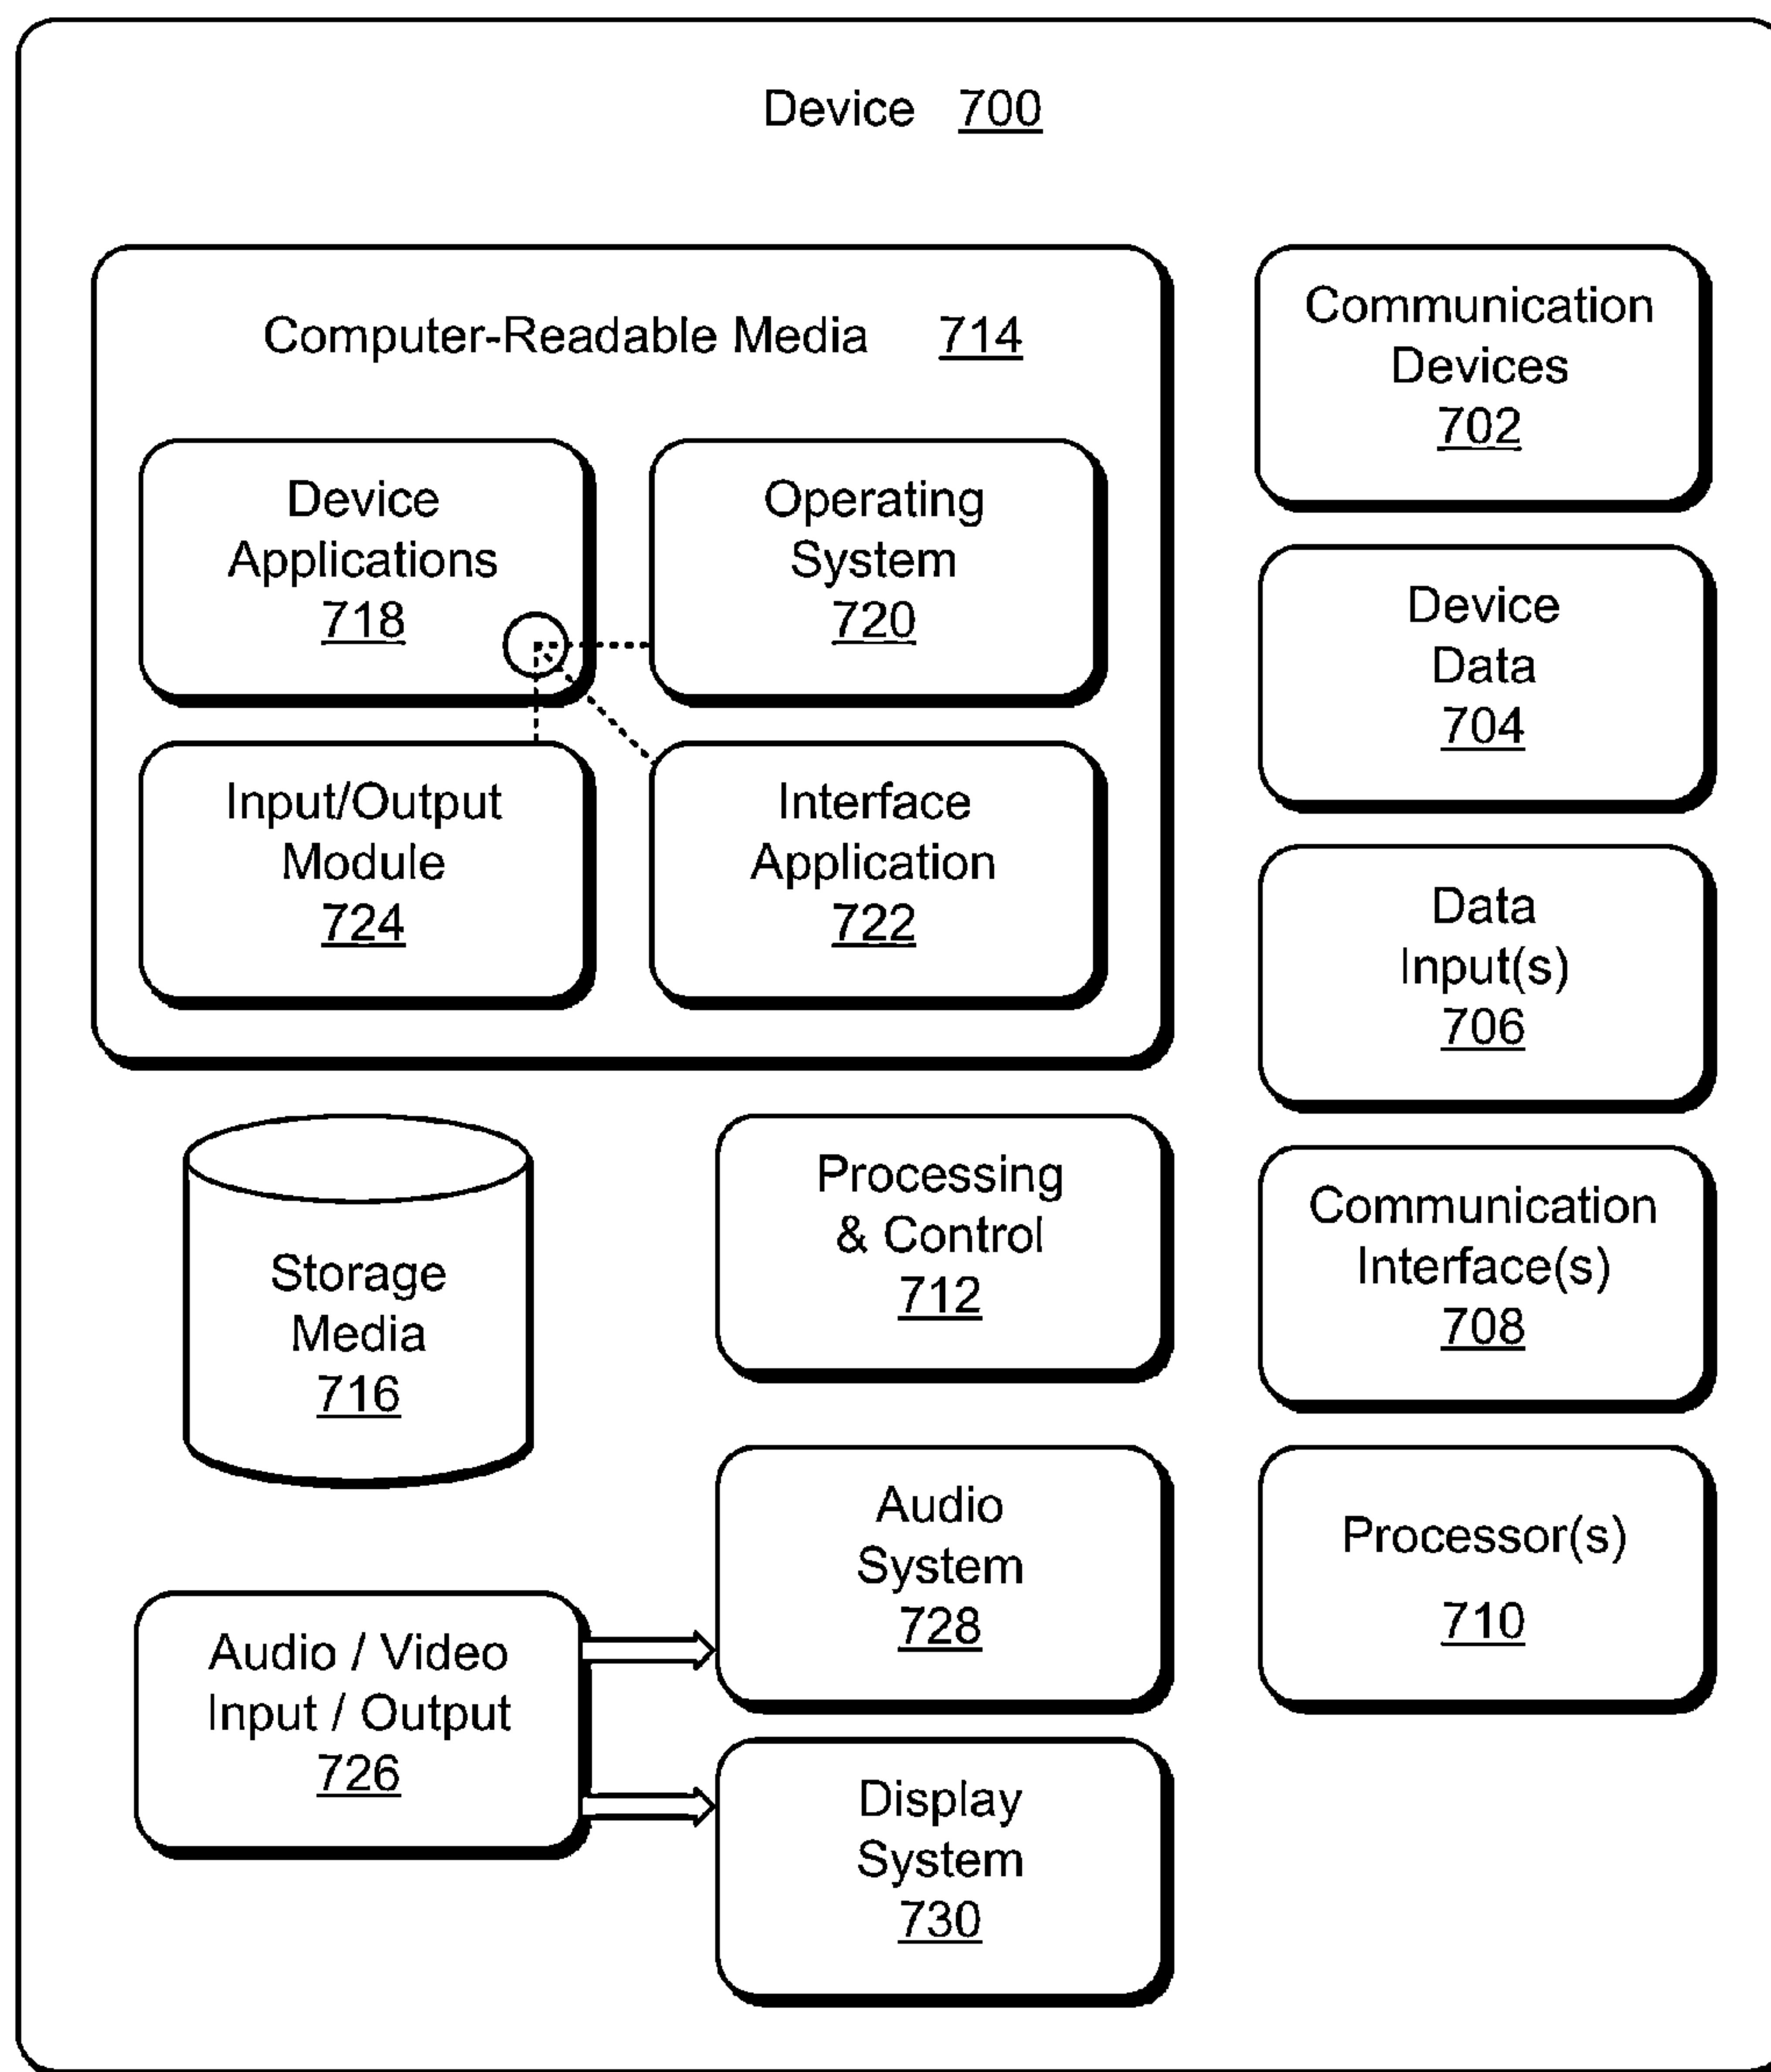 Device 700
Computer-Readable Media 714
Device
Applications
718
Operating
System
720
Input/Output
Module
724
Interface
Application
722
Communication
Devices
702
Device
Data
704
Data
Input(s)
706
Communication
Interface(s)
708
Processor(s)
710
Storage
Media
716
Processing
& Control
712
Audio / Video
Input / Output
726
Audio
System
728
Display
System
730